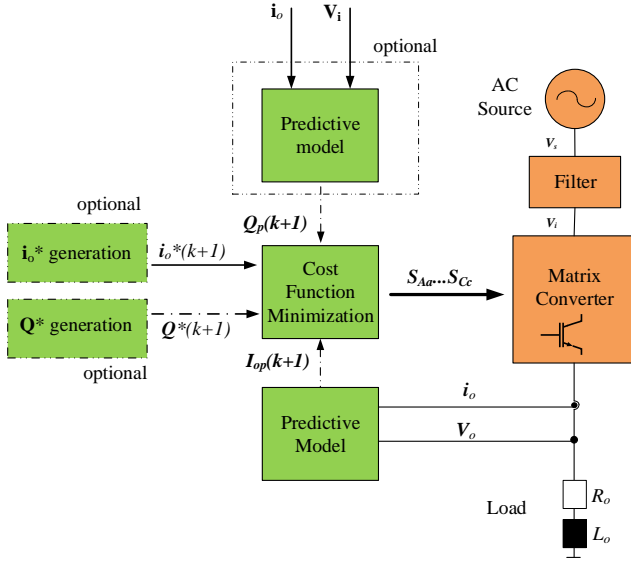 i_o V_i
optional
AC
Source
V_s
Predictive
model
Filter
V_i
optional
Q_p(k+1)
i_o* generation
i_o*(k+1)
Cost
Function
Minimization
S_Aa...S_Cc
Matrix
Converter
Q* generation
Q*(k+1)
optional
I_op(k+1)
Predictive
Model
i_o
V_o
R_o
Load
L_o